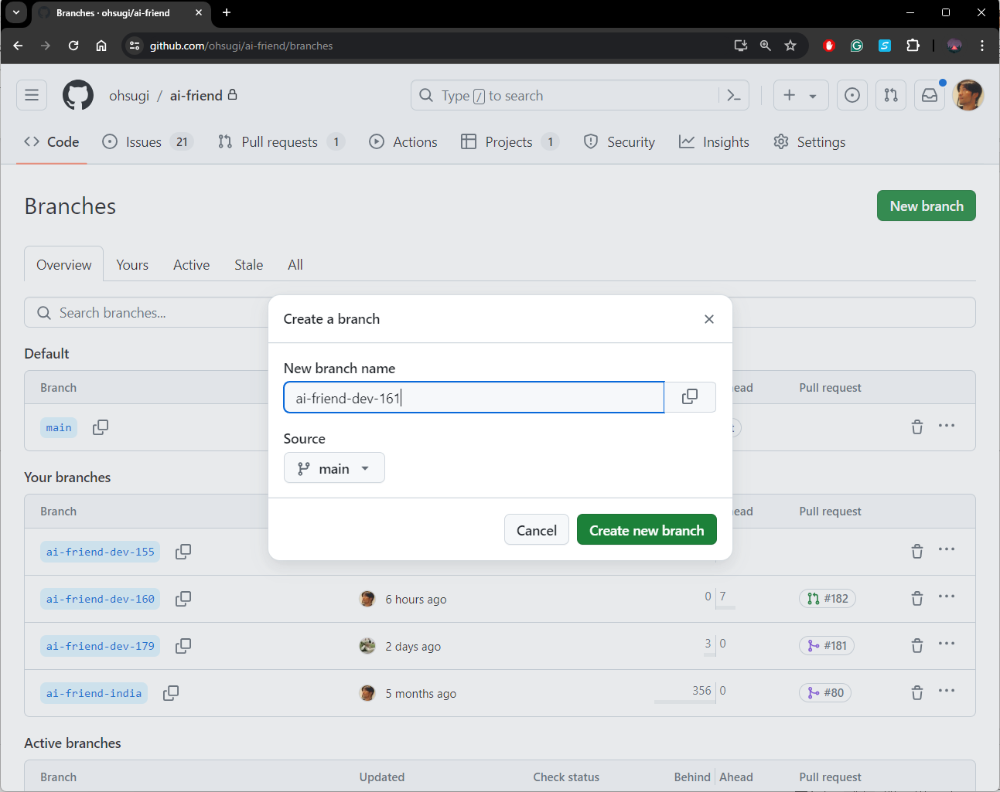 Branches · ohsugi/ai-friend
github.com/ohsugi/ai-friend/branches
ohsugi / ai-friend
Type / to search
Code
Issues 21
Pull requests 1
Actions
Projects 1
Security
Insights
Settings
Branches
New branch
Overview
Yours
Active
Stale
All
Search branches...
Create a branch
New branch name
ai-friend-dev-161
Source
main
Cancel
Create new branch
Default
Branch
ead
Pull request
main
Your branches
Branch
ead
Pull request
ai-friend-dev-155
ai-friend-dev-160
6 hours ago
0 7
#182
ai-friend-dev-179
2 days ago
3 0
#181
ai-friend-india
5 months ago
356 0
#80
Active branches
Branch
Updated
Check status
Behind
Ahead
Pull request